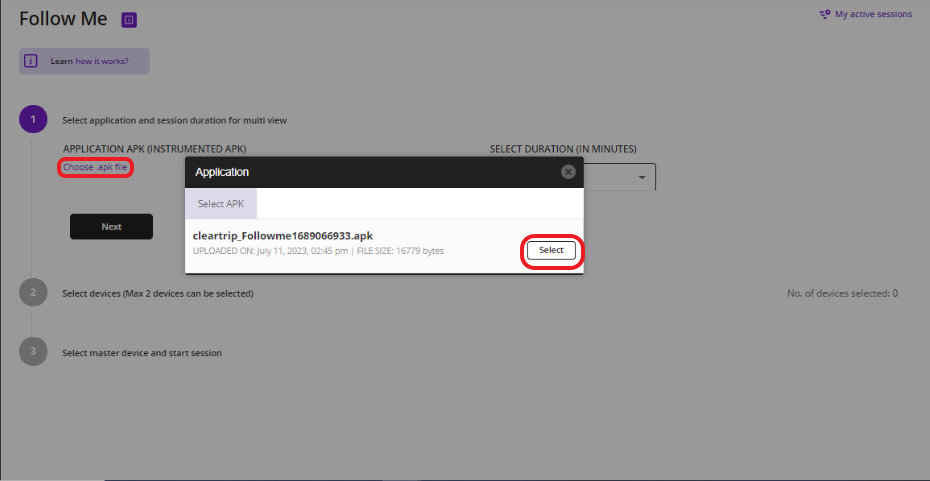 Follow Me
My active sessions
Learn how it works?
1
Select application and session duration for multi view
APPLICATION APK (INSTRUMENTED APK)
SELECT DURATION (IN MINUTES)
Choose .apk file
Application
Select APK
Next
cleartrip_Followme1689066933.apk
UPLOADED ON: July 11, 2023, 02:45 pm | FILE SIZE: 16779 bytes
Select
2
Select devices (Max 2 devices can be selected)
No. of devices selected: 0
3
Select master device and start session